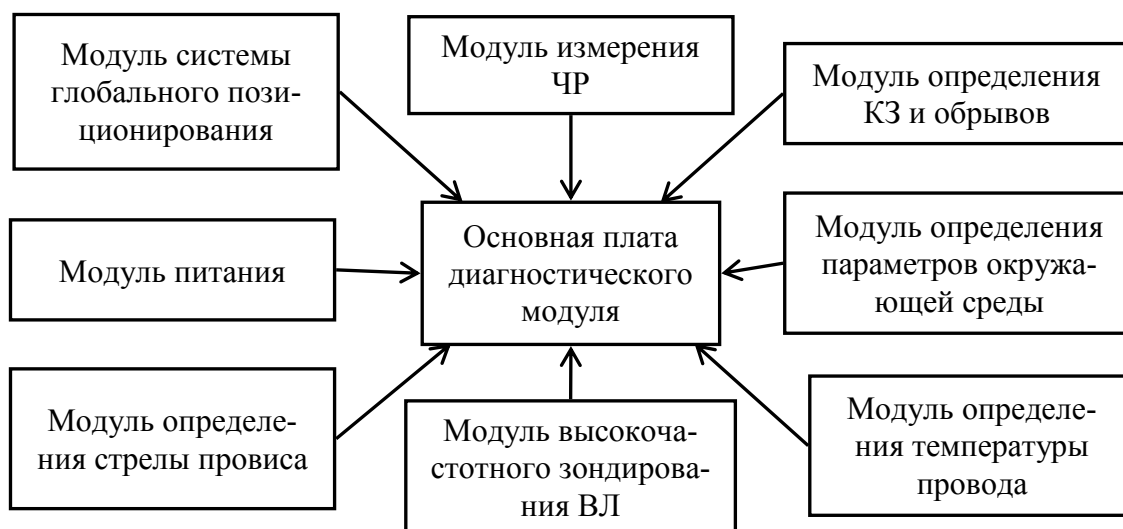 Модуль системы
глобального пози-
ционирования
Модуль измерения
ЧР
Модуль определения
КЗ и обрывов
Модуль питания
Основная плата
диагностического
модуля
Модуль определения
параметров окружа-
ющей среды
Модуль определе-
ния стрелы провиса
Модуль высокоча-
стотного зондирова-
ния ВЛ
Модуль определе-
ния температуры
провода